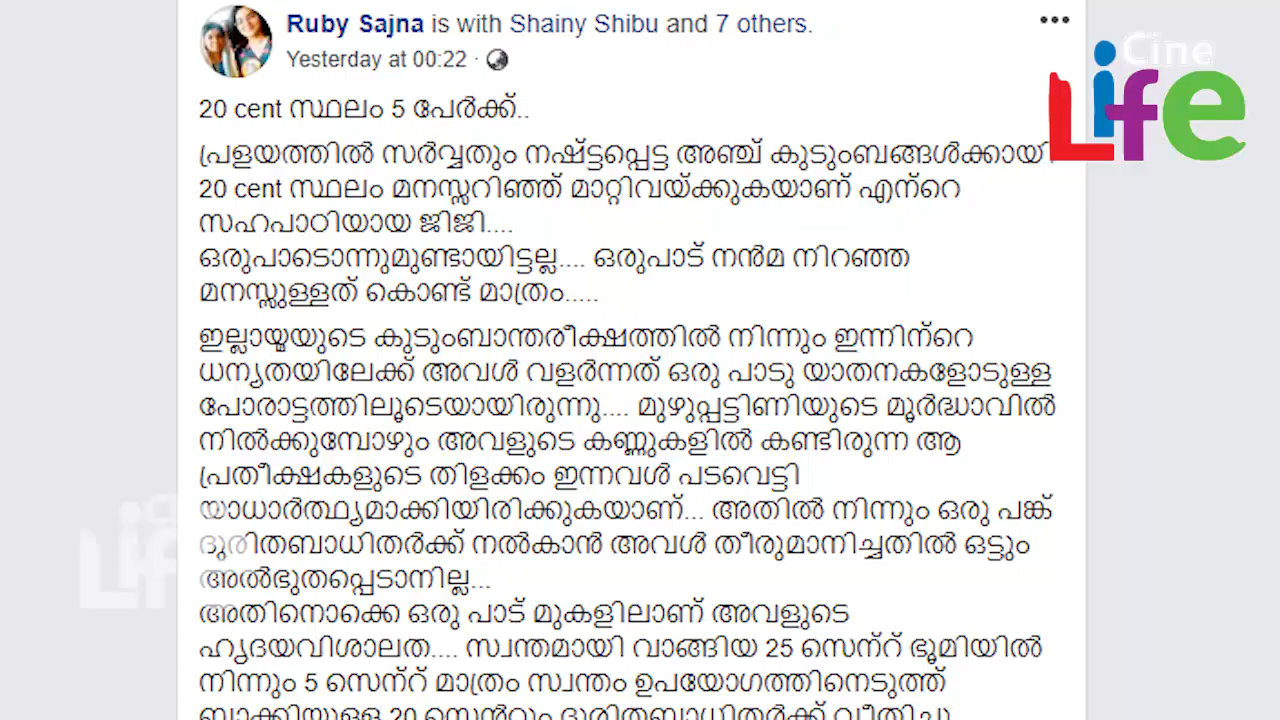 Ruby Sajna is with Shainy Shibu and 7 others.
Yesterday at 00:22 ·
Cine
Life
20 cent സ്ഥലം 5 പേർക്ക്..
പ്രളയത്തിൽ സർവ്വതും നഷ്ട്ടപ്പെട്ട അഞ്ച് കുടുംബങ്ങൾക്കായി
20 cent സ്ഥലം മനസ്സറിഞ്ഞ് മാറ്റിവയ്ക്കുകയാണ് എന്റെ
സഹപാഠിയായ ജിജി....
ഒരുപാടൊന്നുമുണ്ടായിട്ടല്ല.... ഒരുപാട് നൻമ നിറഞ്ഞ
മനസ്സുള്ളത് കൊണ്ട് മാത്രം.....
ഇല്ലായ്മയുടെ കുടുംബാന്തരീക്ഷത്തിൽ നിന്നും ഇന്നിന്റെ
ധന്യതയിലേക്ക് അവൾ വളർന്നത് ഒരു പാടു യാതനകളോടുള്ള
പോരാട്ടത്തിലൂടെയായിരുന്നു.... മുഴുപ്പട്ടിണിയുടെ മൂർദ്ധാവിൽ
നിൽക്കുമ്പോഴും അവളുടെ കണ്ണുകളിൽ കണ്ടിരുന്ന ആ
പ്രതീക്ഷകളുടെ തിളക്കം ഇന്നവൾ പടവെട്ടി
യാധാർത്ഥ്യമാക്കിയിരിക്കുകയാണ്... അതിൽ നിന്നും ഒരു പങ്ക്
ദുരിതബാധിതർക്ക് നൽകാൻ അവൾ തീരുമാനിച്ചതിൽ ഒട്ടും
അൽഭുതപ്പെടാനില്ല...
അതിനൊക്കെ ഒരു പാട് മുകളിലാണ് അവളുടെ
ഹൃദയവിശാലത.... സ്വന്തമായി വാങ്ങിയ 25 സെന്റ് ഭൂമിയിൽ
നിന്നും 5 സെന്റ് മാത്രം സ്വന്തം ഉപയോഗത്തിനെടുത്ത്
ബാക്കിയുള്ള 20 സെൻറും ദുരിതബാധിതർക്ക് വീതിച്ചു